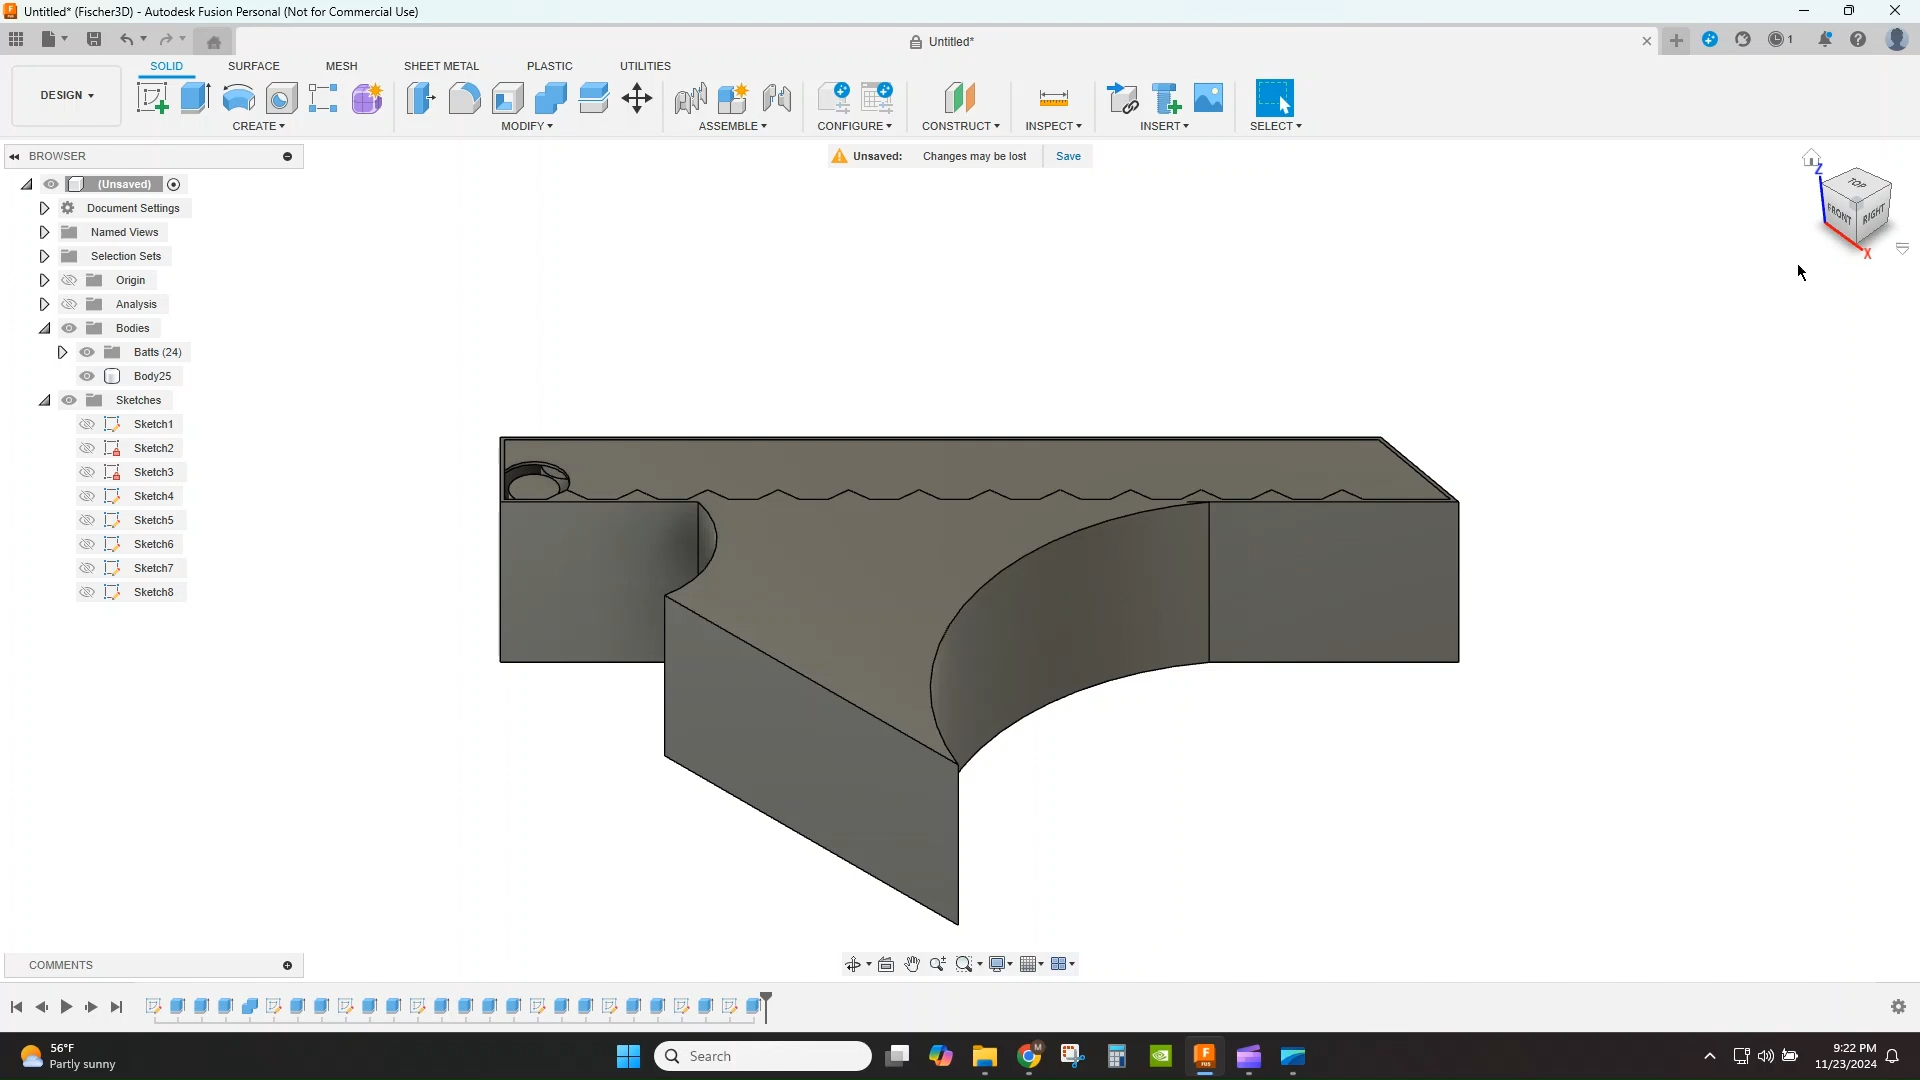 Untitled* (Fischer3D) - Autodesk Fusion Personal (Not for Commercial Use)
Untitled*
1
DESIGN
SOLID
SURFACE
MESH
SHEET METAL
PLASTIC
UTILITIES
CREATE
MODIFY
ASSEMBLE
CONFIGURE
CONSTRUCT
INSPECT
INSERT
SELECT
BROWSER
Unsaved: Changes may be lost Save
(Unsaved)
Document Settings
Named Views
Selection Sets
Origin
Analysis
Bodies
Batts (24)
Body25
Sketches
Sketch1
Sketch2
Sketch3
Sketch4
Sketch5
Sketch6
Sketch7
Sketch8
Z
TOP
FRONT
RIGHT
X
COMMENTS
56°F
Partly sunny
Search
M
F
FUS
9:22 PM
11/23/2024